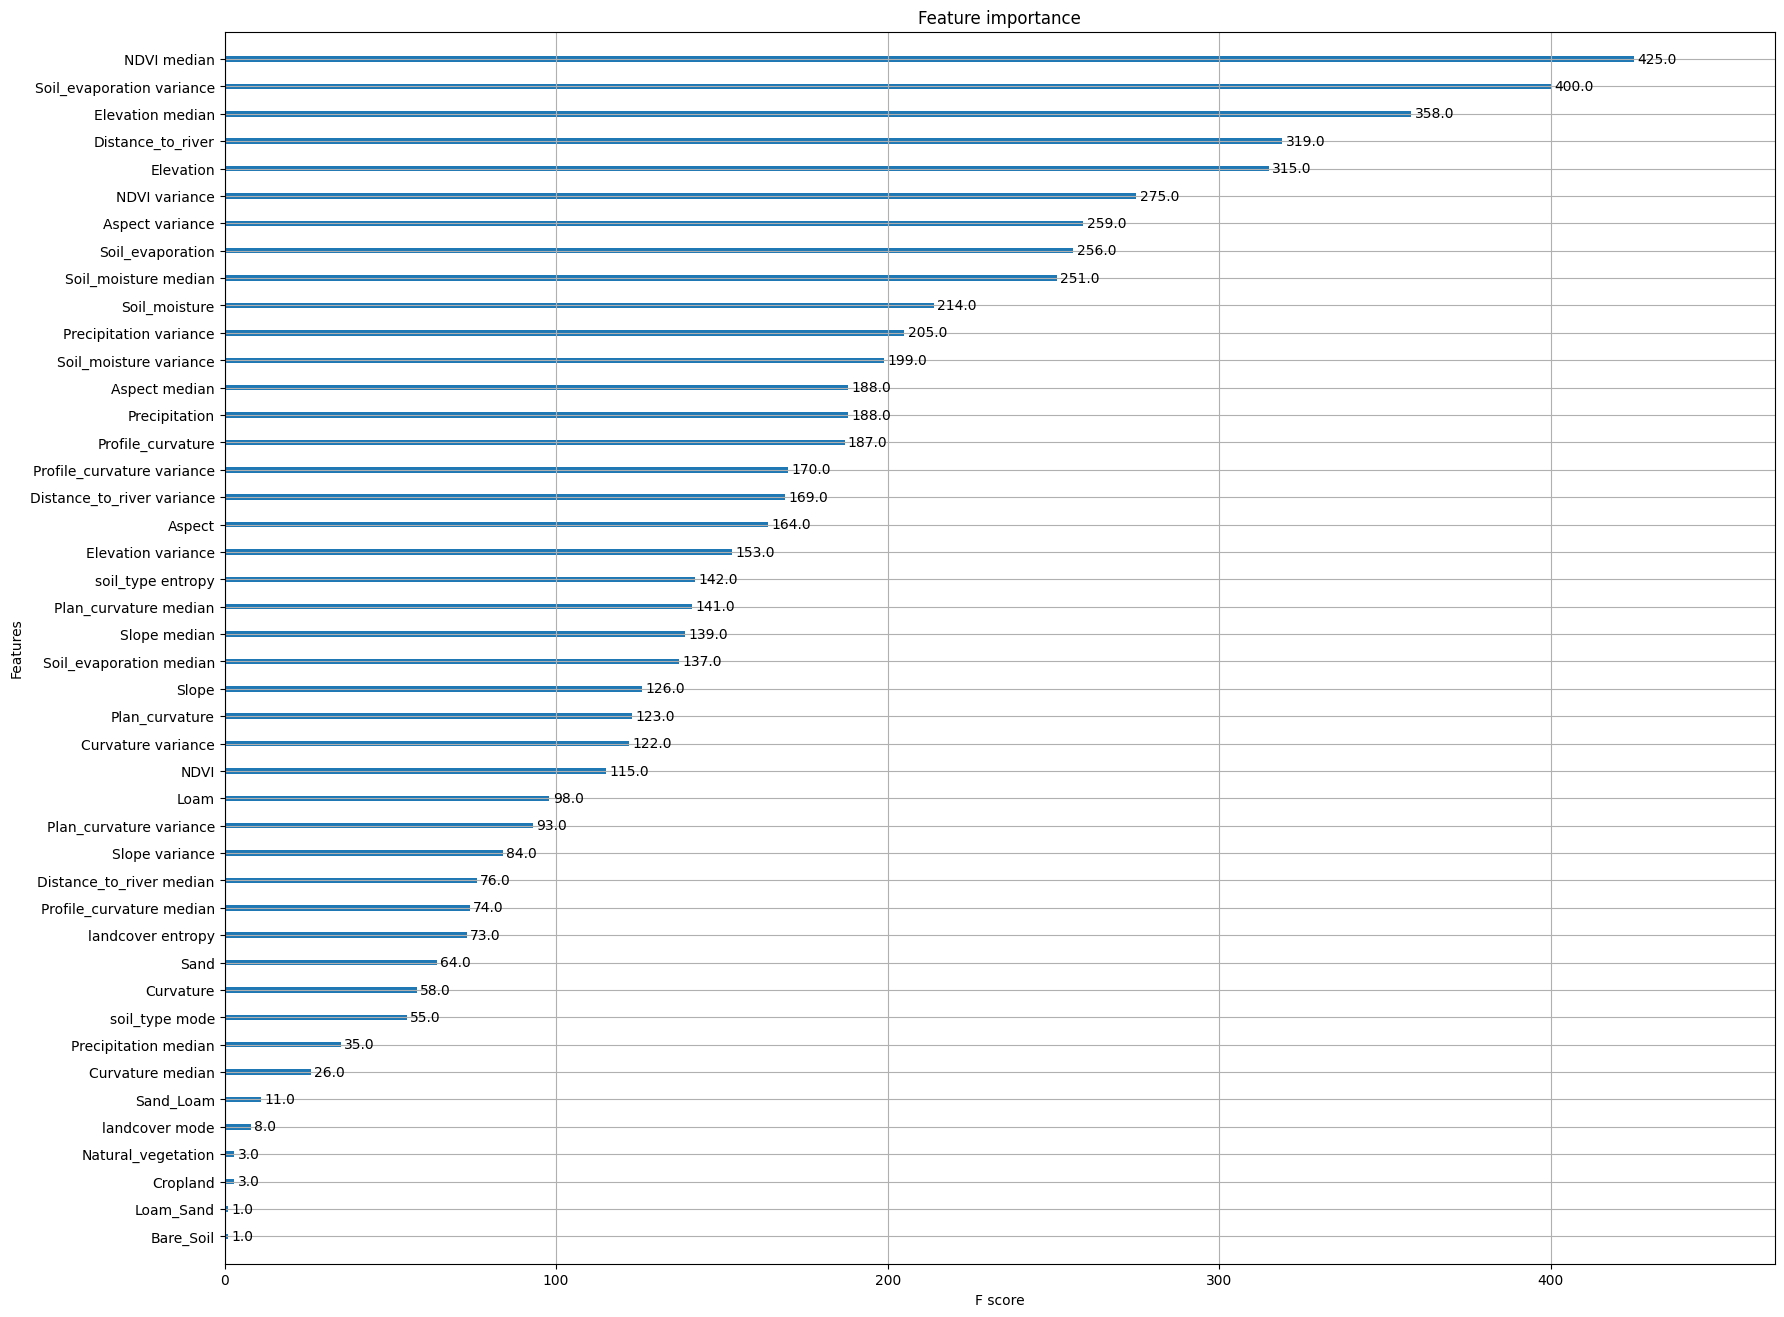 Feature importance
NDVI median 425.0
Soil_evaporation variance 400.0
Elevation median 358.0
Distance_to_river 319.0
Elevation 315.0
NDVI variance 275.0
Aspect variance 259.0
Soil_evaporation 256.0
Soil_moisture median 251.0
Soil_moisture 214.0
Precipitation variance 205.0
Soil_moisture variance 199.0
Aspect median 188.0
Precipitation 188.0
Profile_curvature 187.0
Profile_curvature variance 170.0
Distance_to_river variance 169.0
Aspect 164.0
Elevation variance 153.0
soil_type entropy 142.0
Plan_curvature median 141.0
Slope median 139.0
Soil_evaporation median 137.0
Slope 126.0
Plan_curvature 123.0
Curvature variance 122.0
NDVI 115.0
Loam 98.0
Plan_curvature variance 93.0
Slope variance 84.0
Distance_to_river median 76.0
Profile_curvature median 74.0
landcover entropy 73.0
Sand 64.0
Curvature 58.0
soil_type mode 55.0
Precipitation median 35.0
Curvature median 26.0
Sand_Loam 11.0
landcover mode 8.0
Natural_vegetation 3.0
Cropland 3.0
Loam_Sand 1.0
Bare_Soil 1.0
Features
0 100 200 300 400
F score